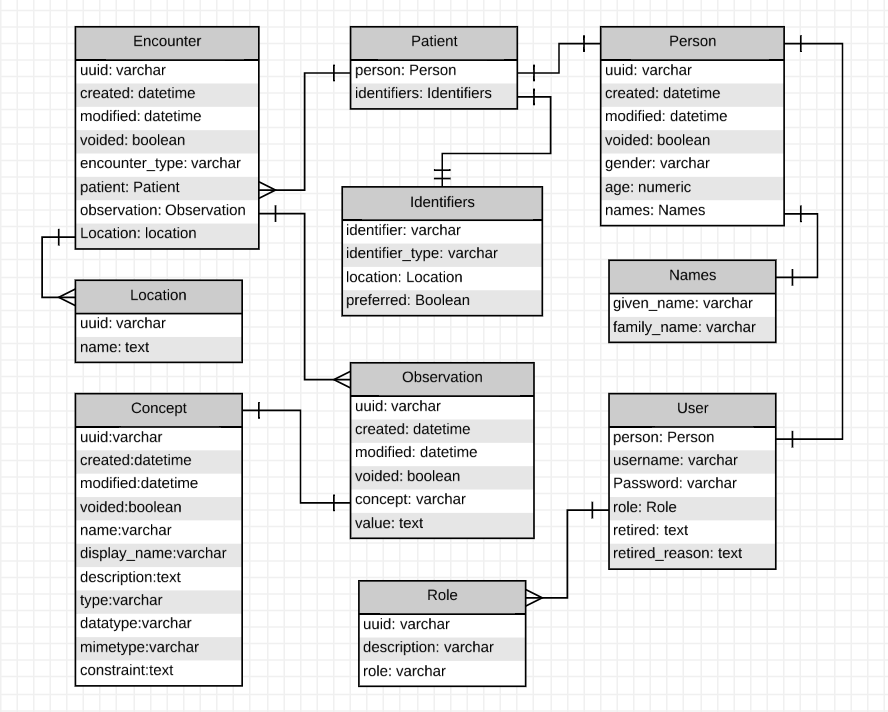 Encounter
uuid: varchar
created: datetime
modified: datetime
voided: boolean
encounter_type: varchar
patient: Patient
observation: Observation
Location: location
Patient
person: Person
identifiers: Identifiers
Person
uuid: varchar
created: datetime
modified: datetime
voided: boolean
gender: varchar
age: numeric
names: Names
Identifiers
identifier: varchar
identifier_type: varchar
location: Location
preferred: Boolean
Names
given_name: varchar
family_name: varchar
Location
uuid: varchar
name: text
Observation
uuid: varchar
created: datetime
modified: datetime
voided: boolean
concept: varchar
value: text
Concept
uuid:varchar
created:datetime
modified:datetime
voided:boolean
name:varchar
display_name:varchar
description:text
type:varchar
datatype:varchar
mimetype:varchar
constraint:text
User
person: Person
username: varchar
Password: varchar
role: Role
retired: text
retired_reason: text
Role
uuid: varchar
description: varchar
role: varchar